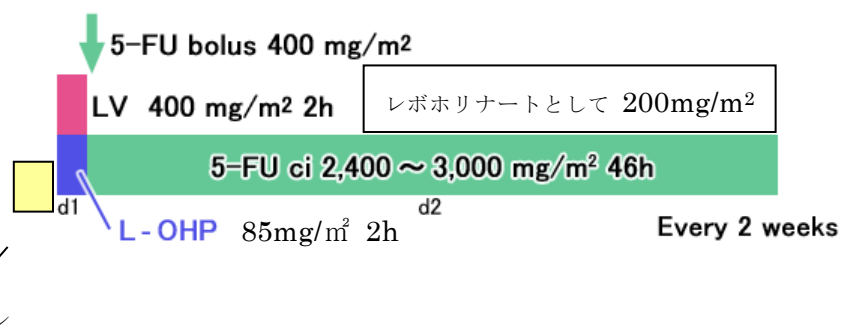 5-FU bolus 400 mg/m2
LV 400 mg/m2 2h
レボホリナートとして 200mg/m²
5-FU ci 2,400 ～ 3,000 mg/m² 46h
d1
d2
L-OHP 85mg/㎡ 2h
Every 2 weeks